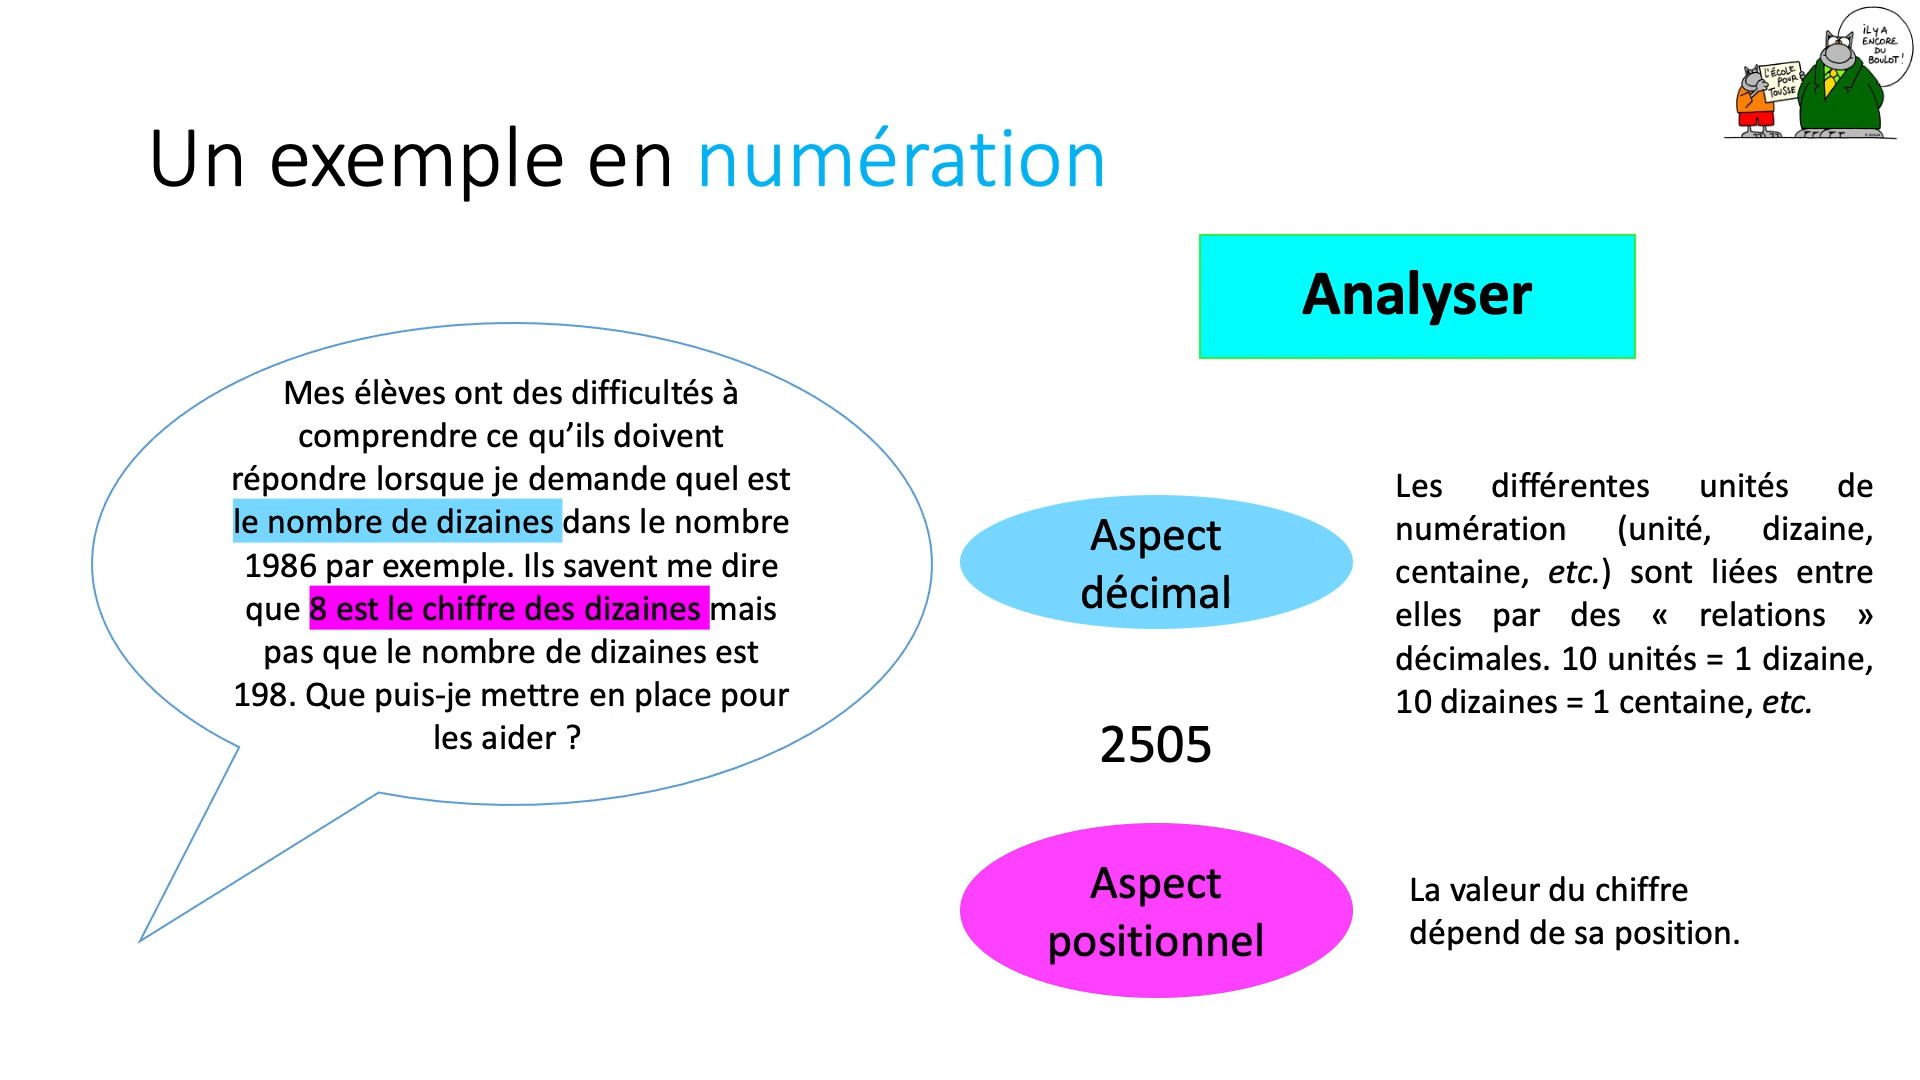 IL Y A
ENCORE
DU
BOULOT !
L'ÉCOLE
POUR
TOUSSE
Un exemple en numération
Analyser
Mes élèves ont des difficultés à
comprendre ce qu’ils doivent
répondre lorsque je demande quel est
le nombre de dizaines dans le nombre
1986 par exemple. Ils savent me dire
que 8 est le chiffre des dizaines mais
pas que le nombre de dizaines est
198. Que puis-je mettre en place pour
les aider ?
Aspect
décimal
Les différentes unités de
numération (unité, dizaine,
centaine, etc.) sont liées entre
elles par des « relations »
décimales. 10 unités = 1 dizaine,
10 dizaines = 1 centaine, etc.
2505
Aspect
positionnel
La valeur du chiffre
dépend de sa position.